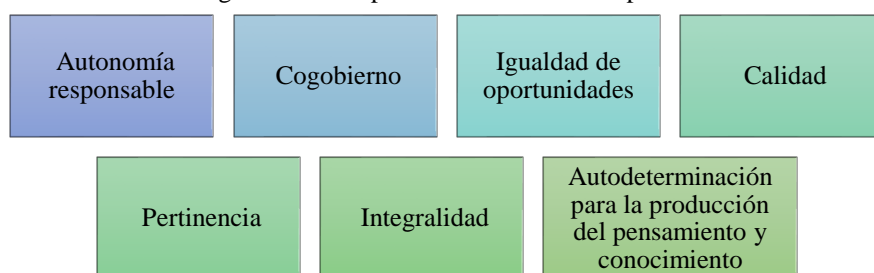 Autonomía
responsable
Cogobierno
Igualdad de
oportunidades
Calidad
Pertinencia
Integralidad
Autodeterminación
para la producción
del pensamiento y
conocimiento